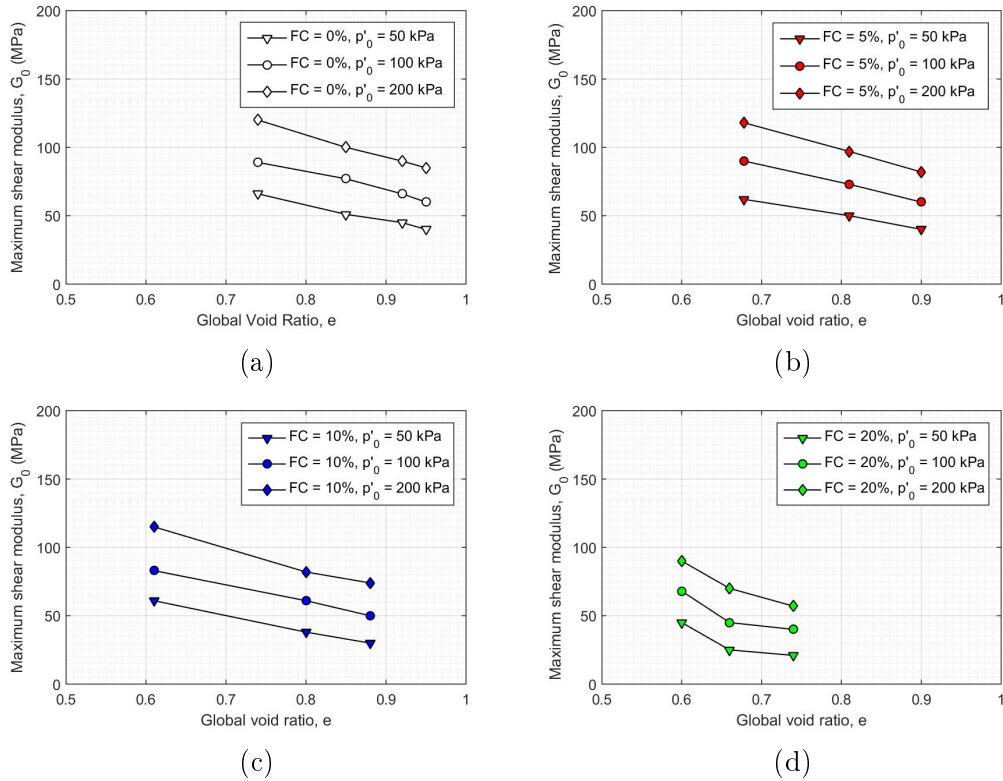 200
150
100
50
0
Maximum shear modulus, G0 (MPa)
FC = 0%, p'0 = 50 kPa
FC = 0%, p'0 = 100 kPa
FC = 0%, p'0 = 200 kPa
0.5 0.6 0.7 0.8 0.9 1
Global Void Ratio, e
(a)
200
150
100
50
0
Maximum shear modulus, G0 (MPa)
FC = 5%, p'0 = 50 kPa
FC = 5%, p'0 = 100 kPa
FC = 5%, p'0 = 200 kPa
0.5 0.6 0.7 0.8 0.9 1
Global void ratio, e
(b)
200
150
100
50
0
Maximum shear modulus, G0 (MPa)
FC = 10%, p'0 = 50 kPa
FC = 10%, p'0 = 100 kPa
FC = 10%, p'0 = 200 kPa
0.5 0.6 0.7 0.8 0.9 1
Global void ratio, e
(c)
200
150
100
50
0
Maximum shear modulus, G0 (MPa)
FC = 20%, p'0 = 50 kPa
FC = 20%, p'0 = 100 kPa
FC = 20%, p'0 = 200 kPa
0.5 0.6 0.7 0.8 0.9 1
Global void ratio, e
(d)